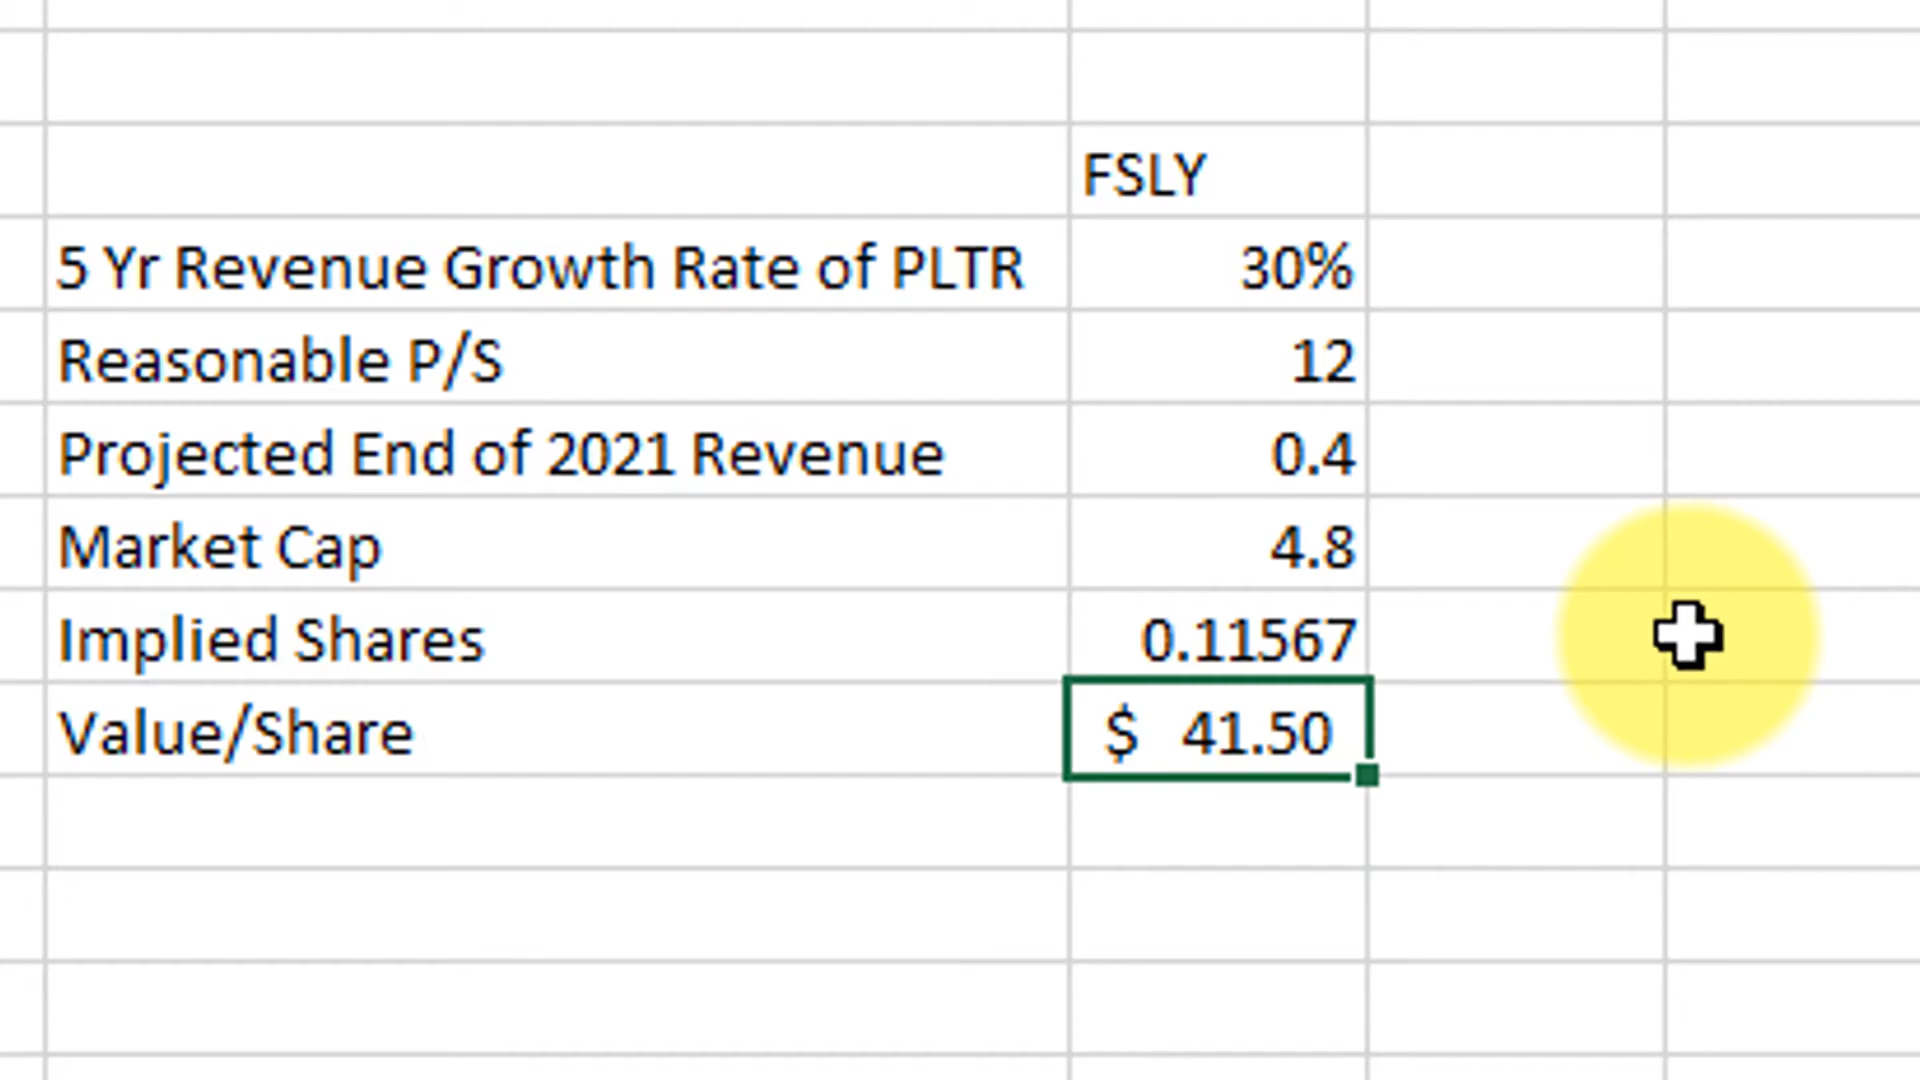 FSLY
5 Yr Revenue Growth Rate of PLTR 30%
Reasonable P/S 12
Projected End of 2021 Revenue 0.4
Market Cap 4.8
Implied Shares 0.11567
Value/Share $ 41.50